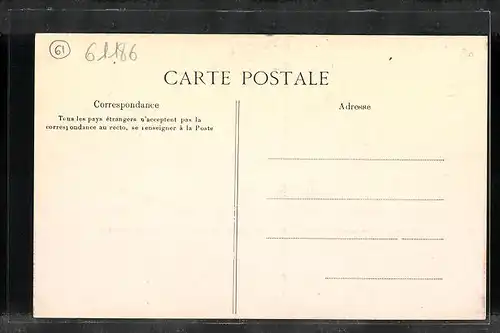 61
61186
CARTE POSTALE
Correspondance
Tous les pays étrangers n'acceptent pas la
correspondance au recto, se renseigner à la Poste
Adresse